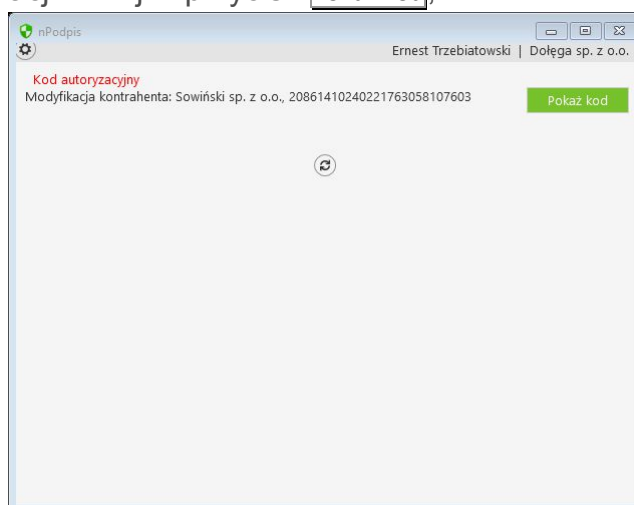 nPodpis
Ernest Trzebiatowski | Dołęga sp. z o.o.
Kod autoryzacyjny
Modyfikacja kontrahenta: Sowiński sp. z o.o., 20861410240221763058107603
Pokaż kod